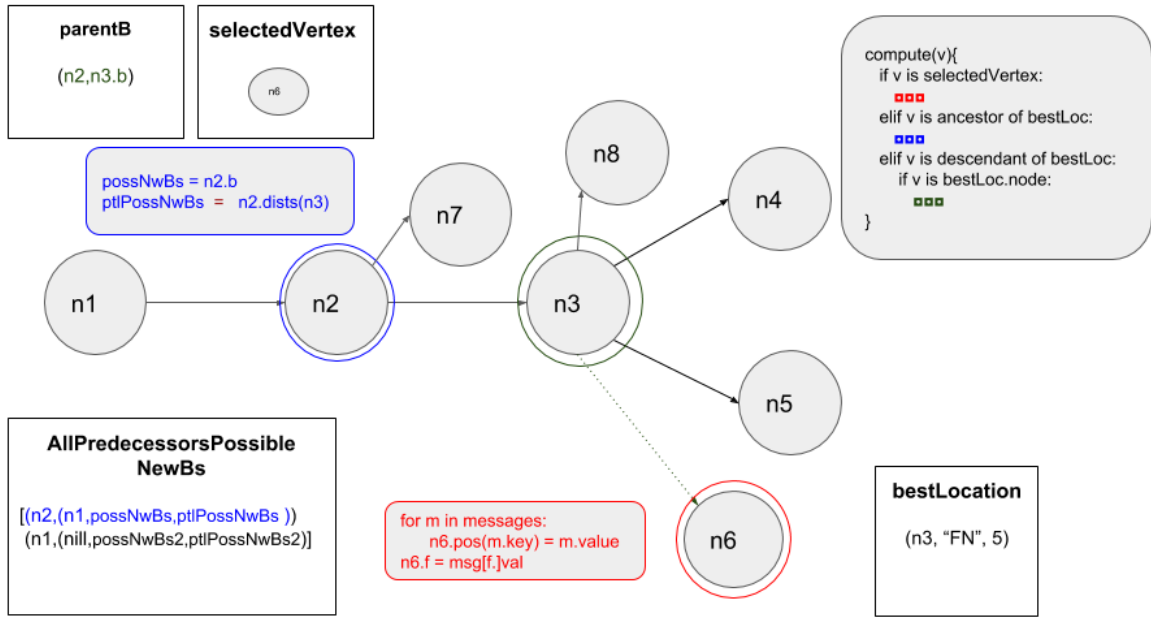 parentB
(n2,n3.b)
selectedVertex
n6
compute(v){
if v is selectedVertex:
elif v is ancestor of bestLoc:
elif v is descendant of bestLoc:
if v is bestLoc.node:
}
possNwBs = n2.b
ptlPossNwBs = n2.dists(n3)
n8
n7
n4
n1
n2
n3
n5
AllPredecessorsPossible
NewBs
[(n2,(n1,possNwBs,ptlPossNwBs ))
(n1,(nill,possNwBs2,ptlPossNwBs2)]
for m in messages:
n6.pos(m.key) = m.value
n6.f = msg[f.]val
n6
bestLocation
(n3, “FN”, 5)